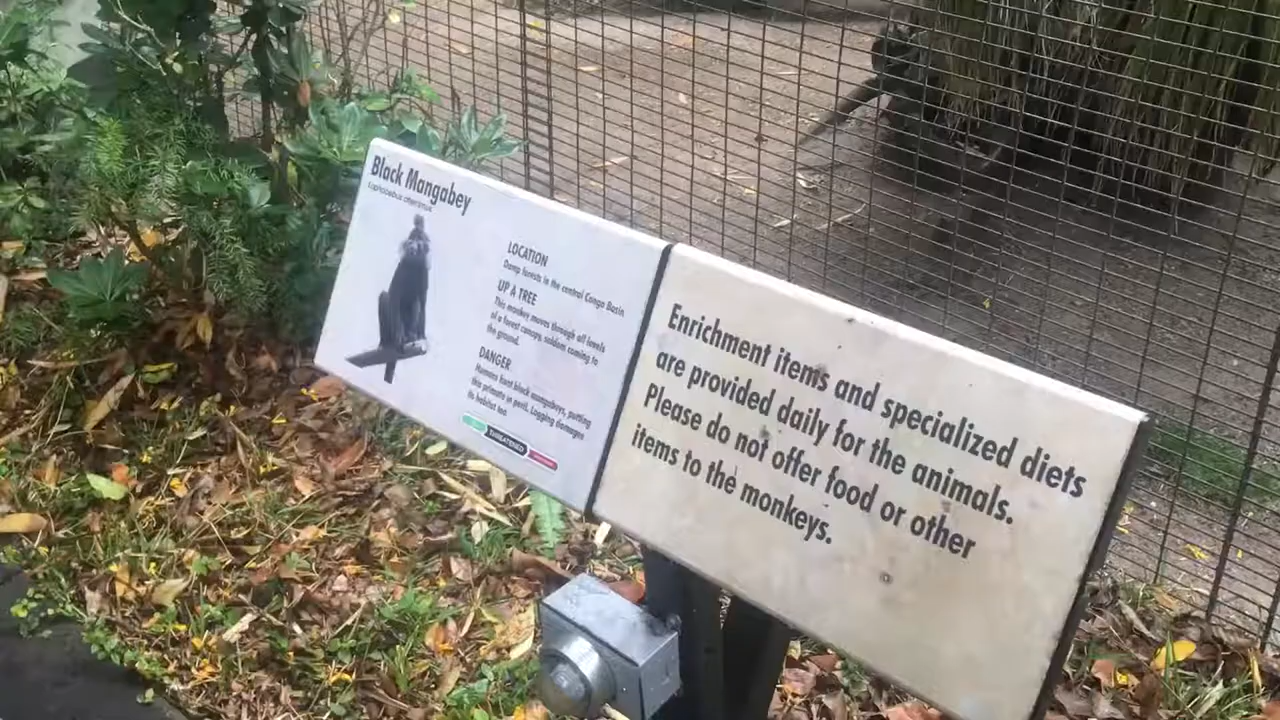 Black Mangabey
Lophocebus aterrimus
LOCATION
Damp forests in the central Congo Basin
UP A TREE
This monkey moves through all levels
of a forest canopy, seldom coming to
the ground.
DANGER
Humans hunt black mangabeys, putting
this primate in peril. Logging damages
its habitat too.
THREATENED
Enrichment items and specialized diets
are provided daily for the animals.
Please do not offer food or other
items to the monkeys.